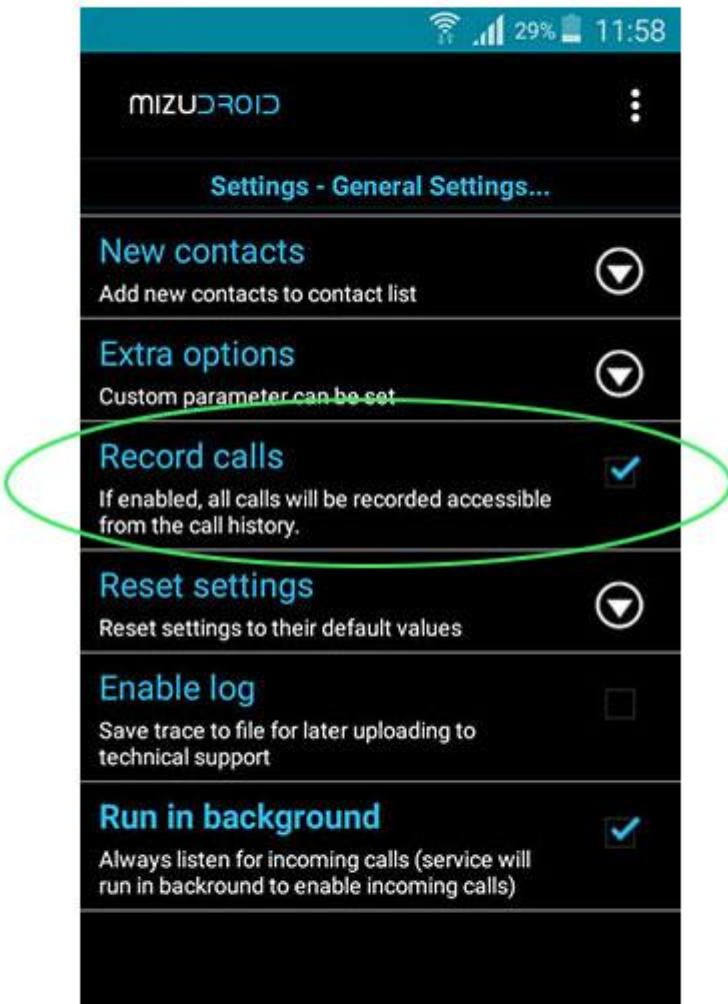 29% 11:58
MIZUDROID
Settings - General Settings...
New contacts
Add new contacts to contact list
Extra options
Custom parameter can be set
Record calls
If enabled, all calls will be recorded accessible
from the call history.
Reset settings
Reset settings to their default values
Enable log
Save trace to file for later uploading to
technical support
Run in background
Always listen for incoming calls (service will
run in backround to enable incoming calls)